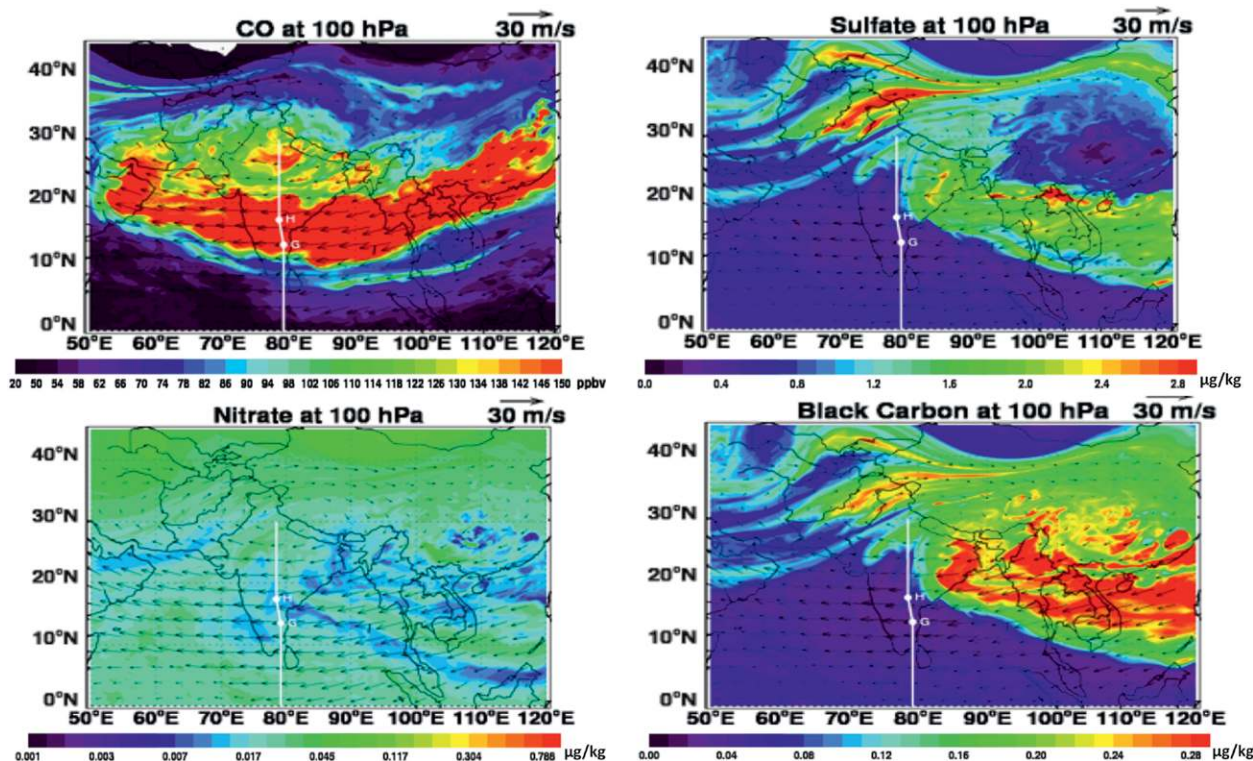 CO at 100 hPa 30 m/s
40°N
30°N
20°N
10°N
0°N
H
G
50°E 60°E 70°E 80°E 90°E 100°E 110°E 120°E
20 50 54 58 62 66 70 74 78 82 86 90 94 98 102 106 110 114 118 122 126 130 134 138 142 146 150 ppbv
Sulfate at 100 hPa 30 m/s
40°N
30°N
20°N
10°N
0°N
H
G
50°E 60°E 70°E 80°E 90°E 100°E 110°E 120°E
0.0 0.4 0.8 1.2 1.6 2.0 2.4 2.8 µg/kg
Nitrate at 100 hPa 30 m/s
40°N
30°N
20°N
10°N
0°N
H
G
50°E 60°E 70°E 80°E 90°E 100°E 110°E 120°E
0.001 0.003 0.007 0.017 0.045 0.117 0.304 0.788 µg/kg
Black Carbon at 100 hPa 30 m/s
40°N
30°N
20°N
10°N
0°N
H
G
50°E 60°E 70°E 80°E 90°E 100°E 110°E 120°E
0.00 0.04 0.08 0.12 0.16 0.20 0.24 0.28 µg/kg